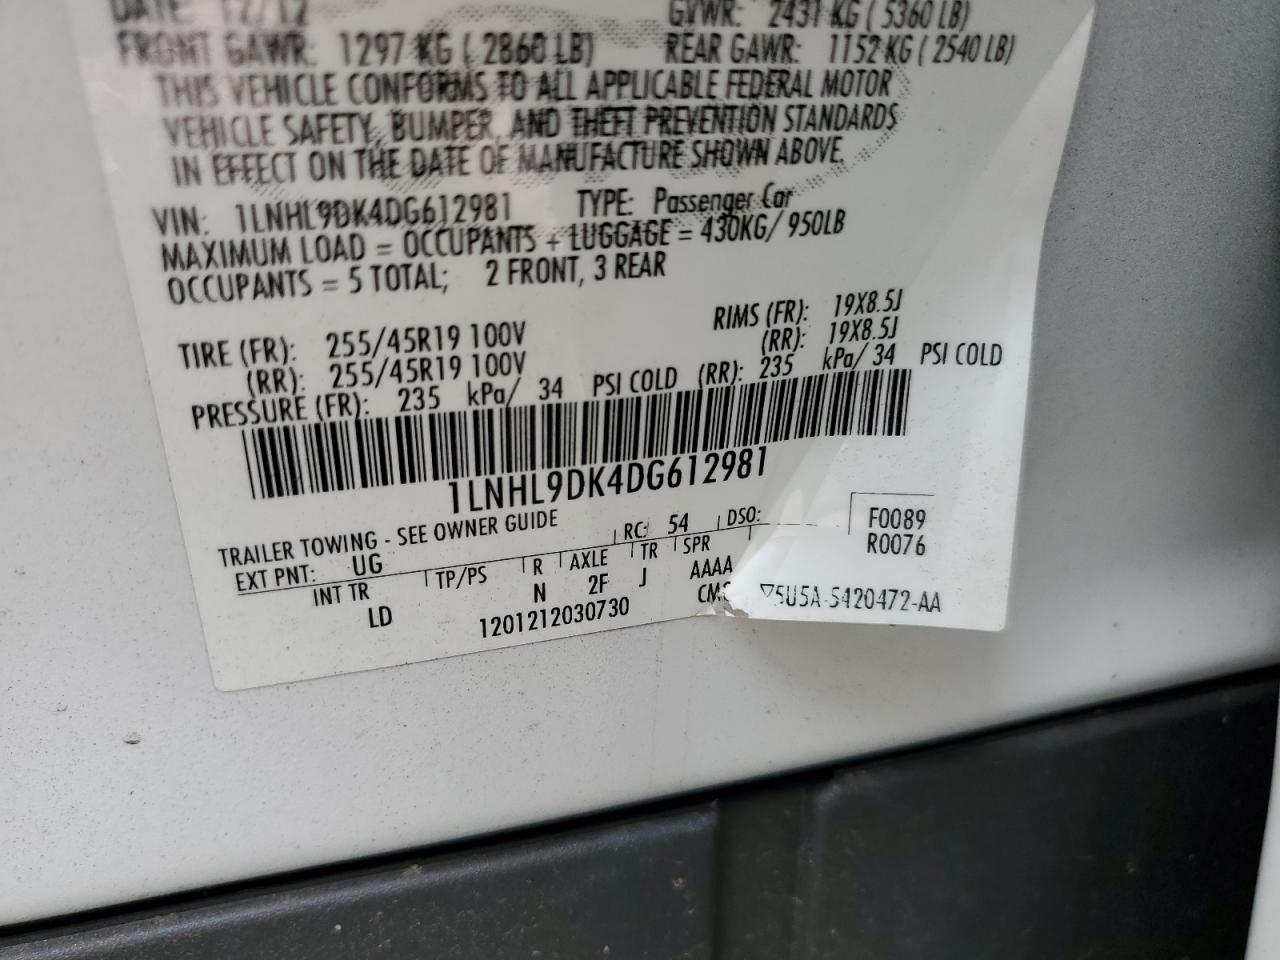 DATE 12/12 GVWR: 2431 KG ( 5360 LB)
FRONT GAWR: 1297 KG ( 2860 LB) REAR GAWR: 1152 KG ( 2540 LB)
THIS VEHICLE CONFORMS TO ALL APPLICABLE FEDERAL MOTOR
VEHICLE SAFETY, BUMPER, AND THEFT PREVENTION STANDARDS
IN EFFECT ON THE DATE OF MANUFACTURE SHOWN ABOVE.
VIN: 1LNHL9DK4DG612981 TYPE: Passenger Car
MAXIMUM LOAD = OCCUPANTS + LUGGAGE = 430KG/ 950LB
OCCUPANTS = 5 TOTAL; 2 FRONT, 3 REAR
TIRE (FR): 255/45R19 100V RIMS (FR): 19X8.5J
(RR): 255/45R19 100V (RR): 19X8.5J
PRESSURE (FR): 235 kPa/ 34 PSI COLD (RR): 235 kPa/ 34 PSI COLD
1LNHL9DK4DG612981
TRAILER TOWING - SEE OWNER GUIDE
EXT PNT: UG RC: 54 DSO: F0089
INT TR TP/PS R AXLE TR SPR R0076
LD N 2F J AAAA
1201212030730 ▽5U5A-5420472-AA